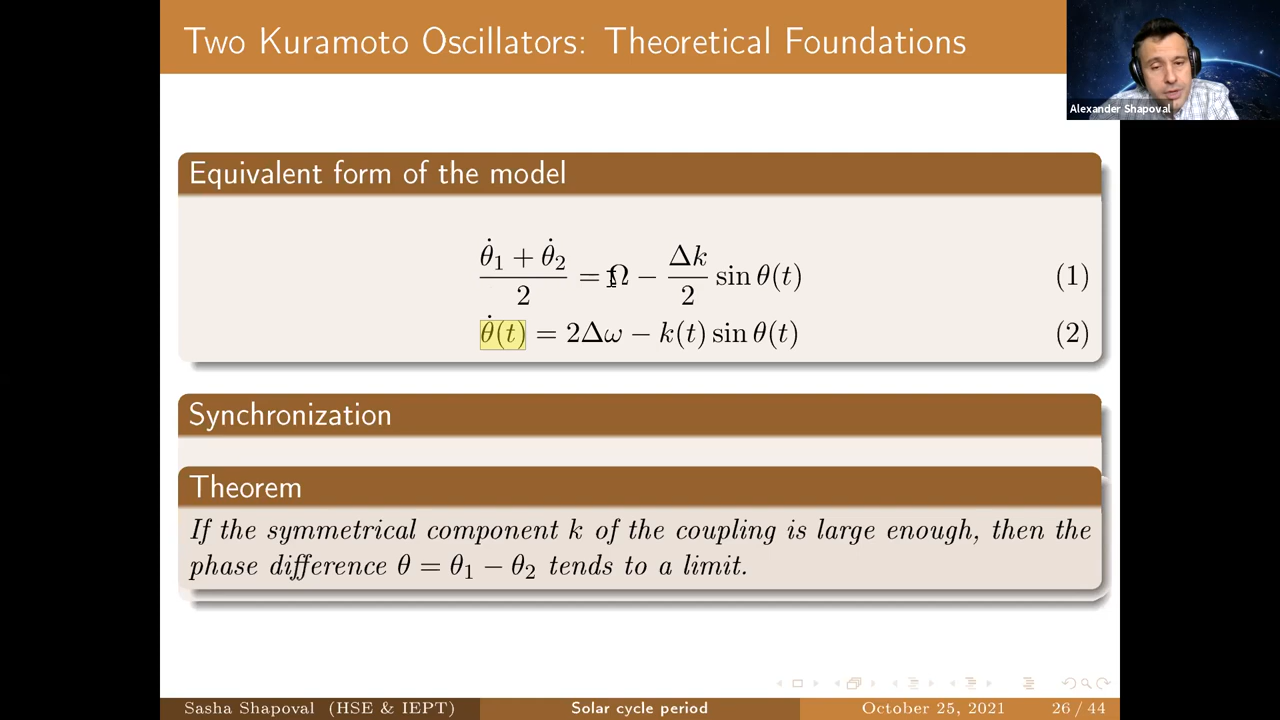 Two Kuramoto Oscillators: Theoretical Foundations
Alexander Shapoval
Equivalent form of the model
(θ̇₁ + θ̇₂)/2 = Ω − (Δk/2) sin θ(t) (1)
θ̇(t) = 2Δω − k(t) sin θ(t) (2)
Synchronization
Theorem
If the symmetrical component k of the coupling is large enough, then the
phase difference θ = θ₁ − θ₂ tends to a limit.
Sasha Shapoval (HSE & IEPT) Solar cycle period October 25, 2021 26 / 44